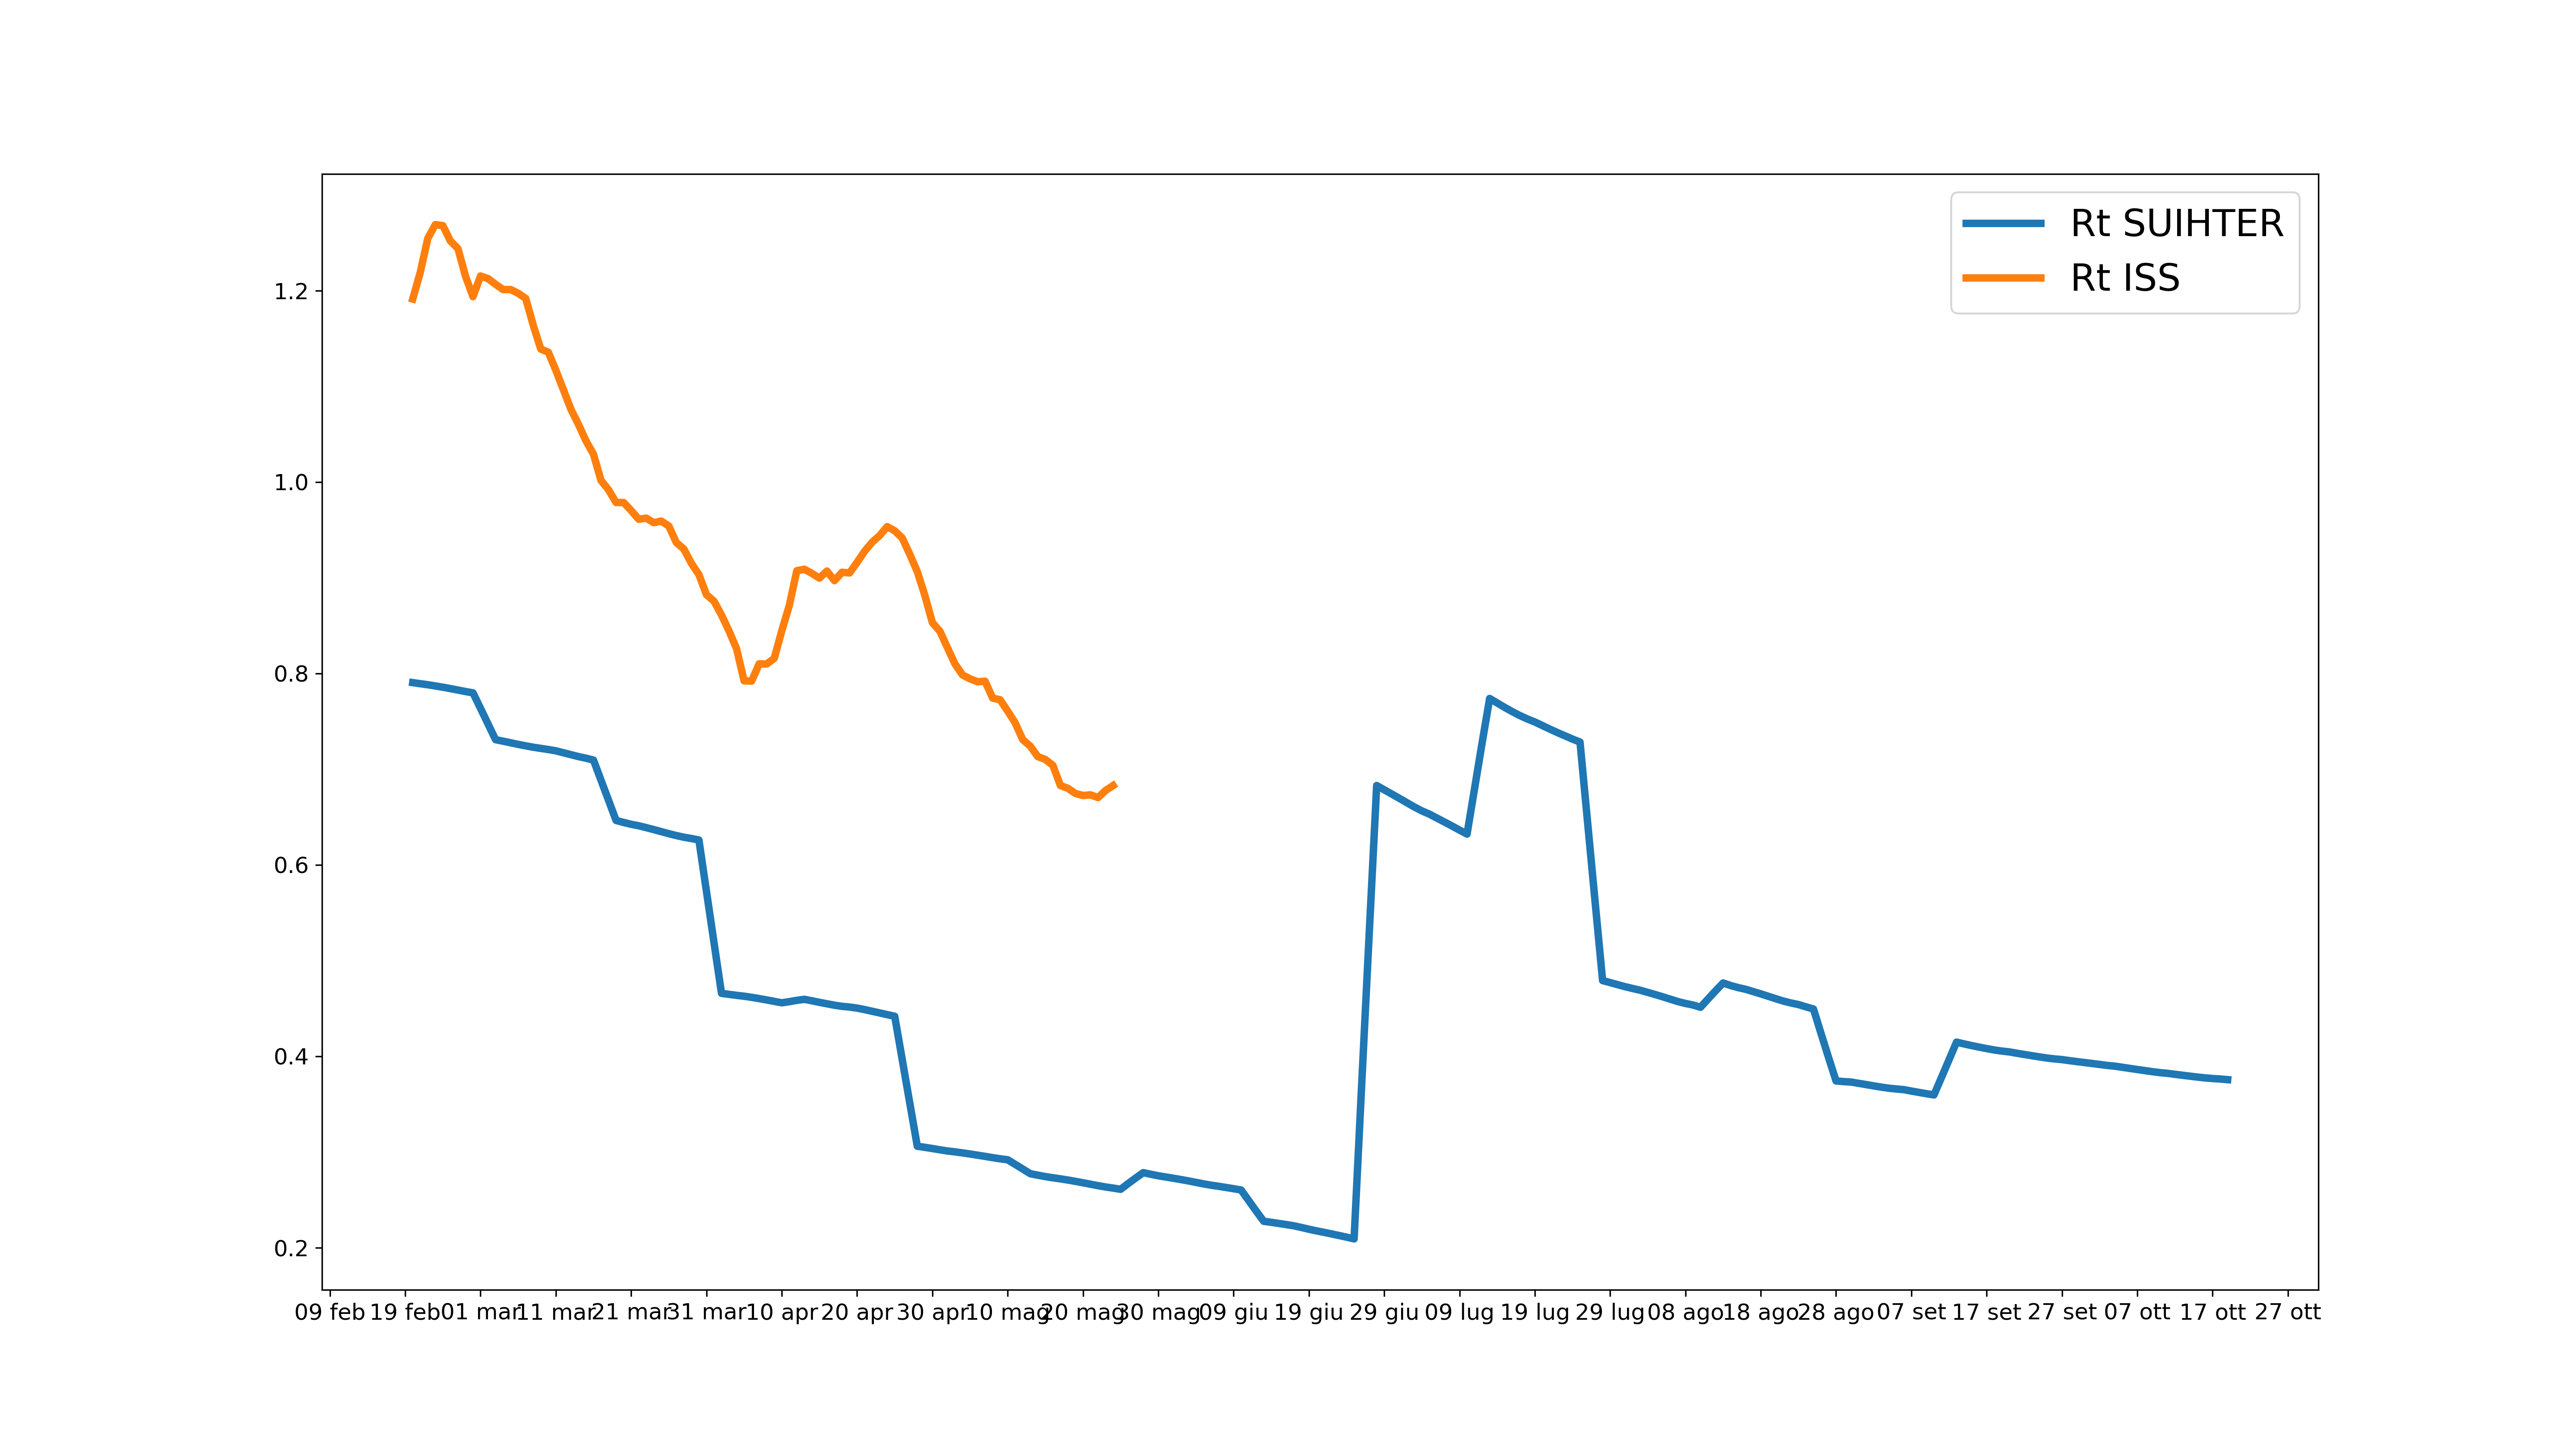 Rt SUIHTER
Rt ISS
1.2
1.0
0.8
0.6
0.4
0.2
09 feb 19 feb 01 mar 11 mar 21 mar 31 mar 10 apr 20 apr 30 apr 10 mag 20 mag 30 mag 09 giu 19 giu 29 giu 09 lug 19 lug 29 lug 08 ago 18 ago 28 ago 07 set 17 set 27 set 07 ott 17 ott 27 ott